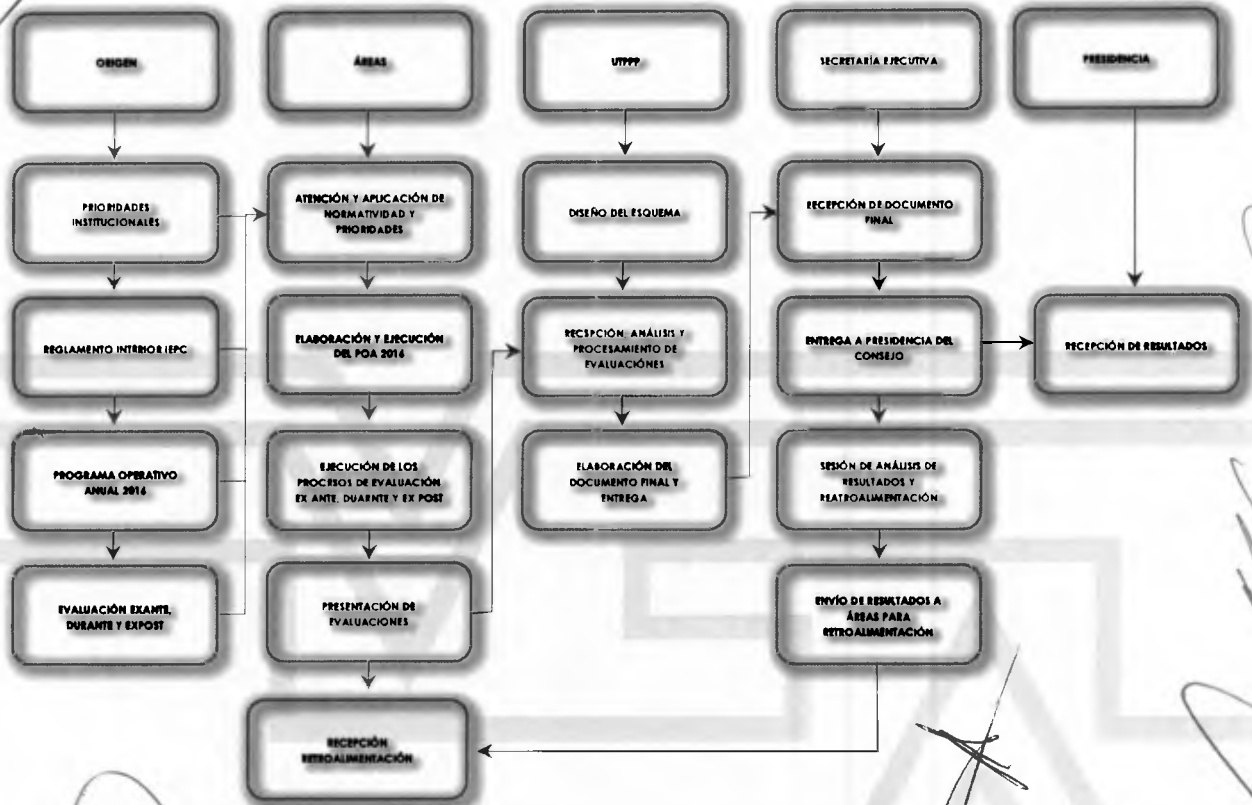 ORIGEN
ÁREAS
UTPPP
SECRETARÍA EJECUTIVA
PRESIDENCIA
PRIORIDADES
INSTITUCIONALES
ATENCIÓN Y APLICACIÓN DE
NORMATIVIDAD Y
PRIORIDADES
DISEÑO DEL ESQUEMA
RECEPCIÓN DE DOCUMENTO
FINAL
REGLAMENTO INTERIOR IEPC
ELABORACIÓN Y EJECUCIÓN
DEL POA 2016
RECEPCIÓN, ANÁLISIS Y
PROCESAMIENTO DE
EVALUACIÓNES
ENTREGA A PRESIDENCIA DEL
CONSEJO
RECEPCIÓN DE RESULTADOS
PROGRAMA OPERATIVO
ANUAL 2016
EJECUCIÓN DE LOS
PROCESOS DE EVALUACIÓN
EX ANTE, DUARNTE Y EX POST
ELABORACIÓN DEL
DOCUMENTO FINAL Y
ENTREGA
SESIÓN DE ANÁLISIS DE
RESULTADOS Y
REATROALIMENTACIÓN
EVALUACIÓN EXANTE,
DURANTE Y EXPOST
PRESENTACIÓN DE
EVALUACIONES
ENVÍO DE RESULTADOS A
ÁREAS PARA
RETROALIMENTACIÓN
RECEPCIÓN
RETROALIMENTACIÓN